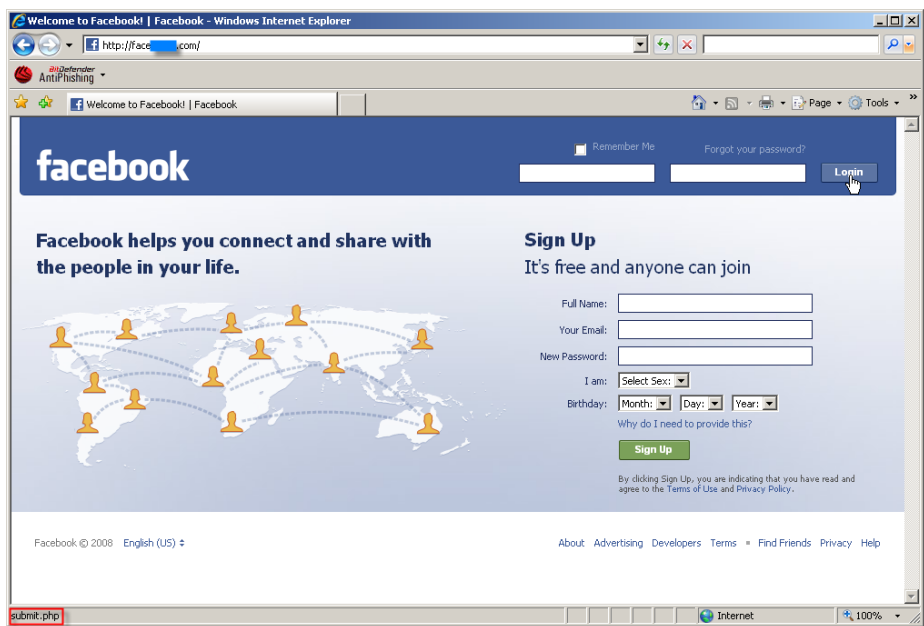 Welcome to Facebook! | Facebook - Windows Internet Explorer
http://face .com/
BitDefender
AntiPhishing
Welcome to Facebook! | Facebook
Page
Tools
»
facebook
Remember Me
Forgot your password?
Login
Facebook helps you connect and share with
the people in your life.
Sign Up
It's free and anyone can join
Full Name:
Your Email:
New Password:
I am: Select Sex:
Birthday: Month: Day: Year:
Why do I need to provide this?
Sign Up
By clicking Sign Up, you are indicating that you have read and
agree to the Terms of Use and Privacy Policy.
Facebook © 2008 English (US)
About Advertising Developers Terms Find Friends Privacy Help
submit.php
Internet
100%